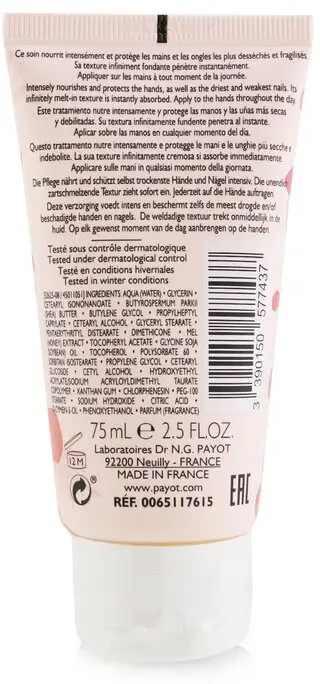 Ce soin nourrit intensément et protège les mains et les ongles les plus desséchés et fragilisés.
Sa texture infiniment fondante pénètre instantanément.
Appliquer sur les mains à tout moment de la journée.
Intensely nourishes and protects the hands, as well as the driest and weakest nails. Its
infinitely melt-in texture is instantly absorbed. Apply to the hands throughout the day.
Este tratamiento nutre intensamente y protege las manos y las uñas más secas
y debilitadas. Su textura infinitamente fundente penetra al instante.
Aplicar sobre las manos en cualquier momento del día.
Questo trattamento nutre intensamente e protegge le mani e le unghie più secche e
indebolite. La sua texture infinitamente cremosa si assorbe immediatamente.
Applicare sulle mani in qualsiasi momento della giornata.
Die Pflege nährt und schützt selbst trockenste Hände und Nägel intensiv. Die unendlich
zartschmelzende Textur zieht sofort ein. Jederzeit auf die Hände auftragen
Deze verzorging voedt intens en beschermt zelfs de meest droge en/of
beschadigde handen en nagels. De weldadige textuur trekt onmiddellijk in de
huid. Op elk gewenst moment van de dag aanbrengen op de handen.
Testé sous contrôle dermatologique
Tested under dermatological control
Testé en conditions hivernales
Tested in winter conditions
INGREDIENTS: AQUA (WATER) • GLYCERIN •
CETEARYL ISONONANOATE • BUTYROSPERMUM PARKII
(SHEA) BUTTER • BUTYLENE GLYCOL • PROPYLHEPTYL
CAPRYLATE • CETEARYL ALCOHOL • GLYCERYL STEARATE •
PENTAERYTHRITYL DISTEARATE • DIMETHICONE • MEL
(HONEY) EXTRACT • TOCOPHERYL ACETATE • GLYCINE SOJA
(SOYBEAN) OIL • TOCOPHEROL • POLYSORBATE 60 •
SORBITAN ISOSTEARATE • PROPYLENE GLYCOL • CETEARYL
GLUCOSIDE • CETYL ALCOHOL • HYDROXYETHYL
ACRYLATE/SODIUM ACRYLOYLDIMETHYL TAURATE
COPOLYMER • XANTHAN GUM • CHLORPHENESIN • PEG-100
STEARATE • SODIUM HYDROXIDE • CITRIC ACID •
O-CYMEN-5-OL • PHENOXYETHANOL • PARFUM (FRAGRANCE)
3 390150 577437
75 mL ℮ 2.5 FL.OZ.
12 M
Laboratoires Dr N.G. PAYOT
92200 Neuilly - FRANCE
MADE IN FRANCE
www.payot.com
RÉF. 0065117615
EAC